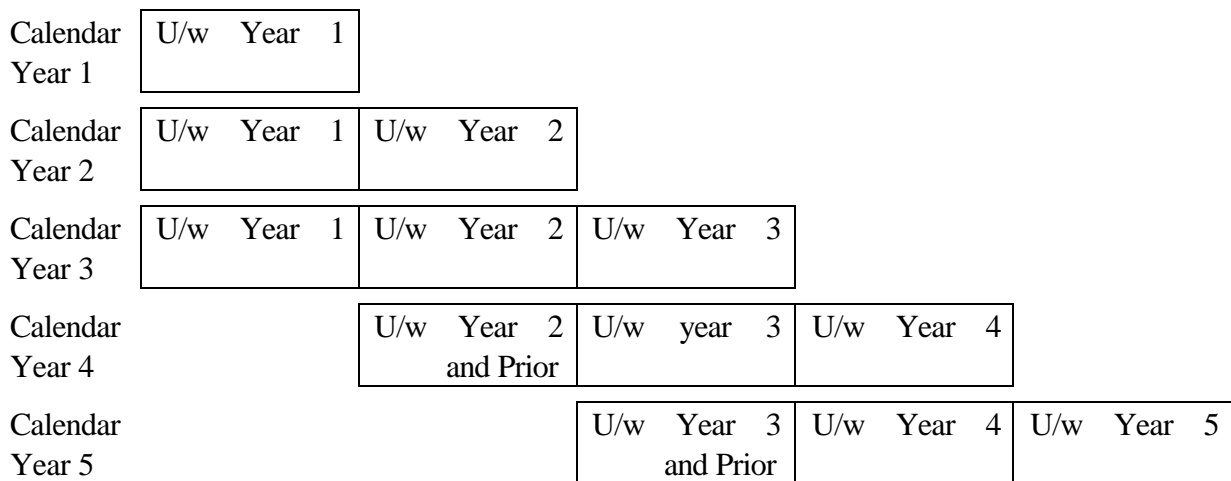 Calendar U/w Year 1
Year 1
Calendar U/w Year 1 U/w Year 2
Year 2
Calendar U/w Year 1 U/w Year 2 U/w Year 3
Year 3
Calendar U/w Year 2 U/w year 3 U/w Year 4
Year 4 and Prior
Calendar U/w Year 3 U/w Year 4 U/w Year 5
Year 5 and Prior